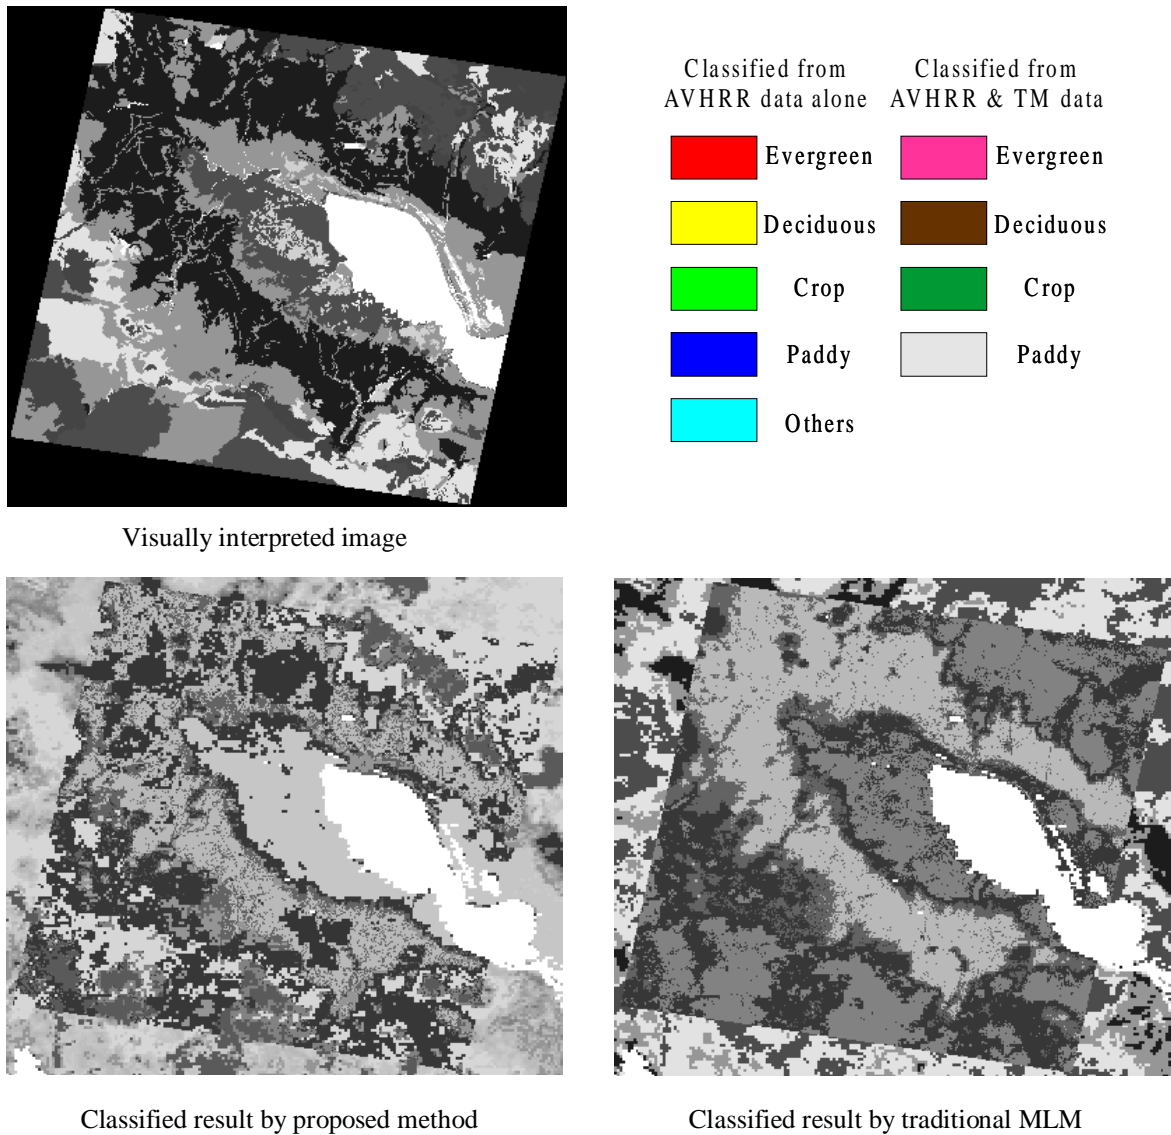 Classified from
AVHRR data alone
Classified from
AVHRR & TM data
Evergreen
Evergreen
Deciduous
Deciduous
Crop
Crop
Paddy
Paddy
Others
Visually interpreted image
Classified result by proposed method
Classified result by traditional MLM